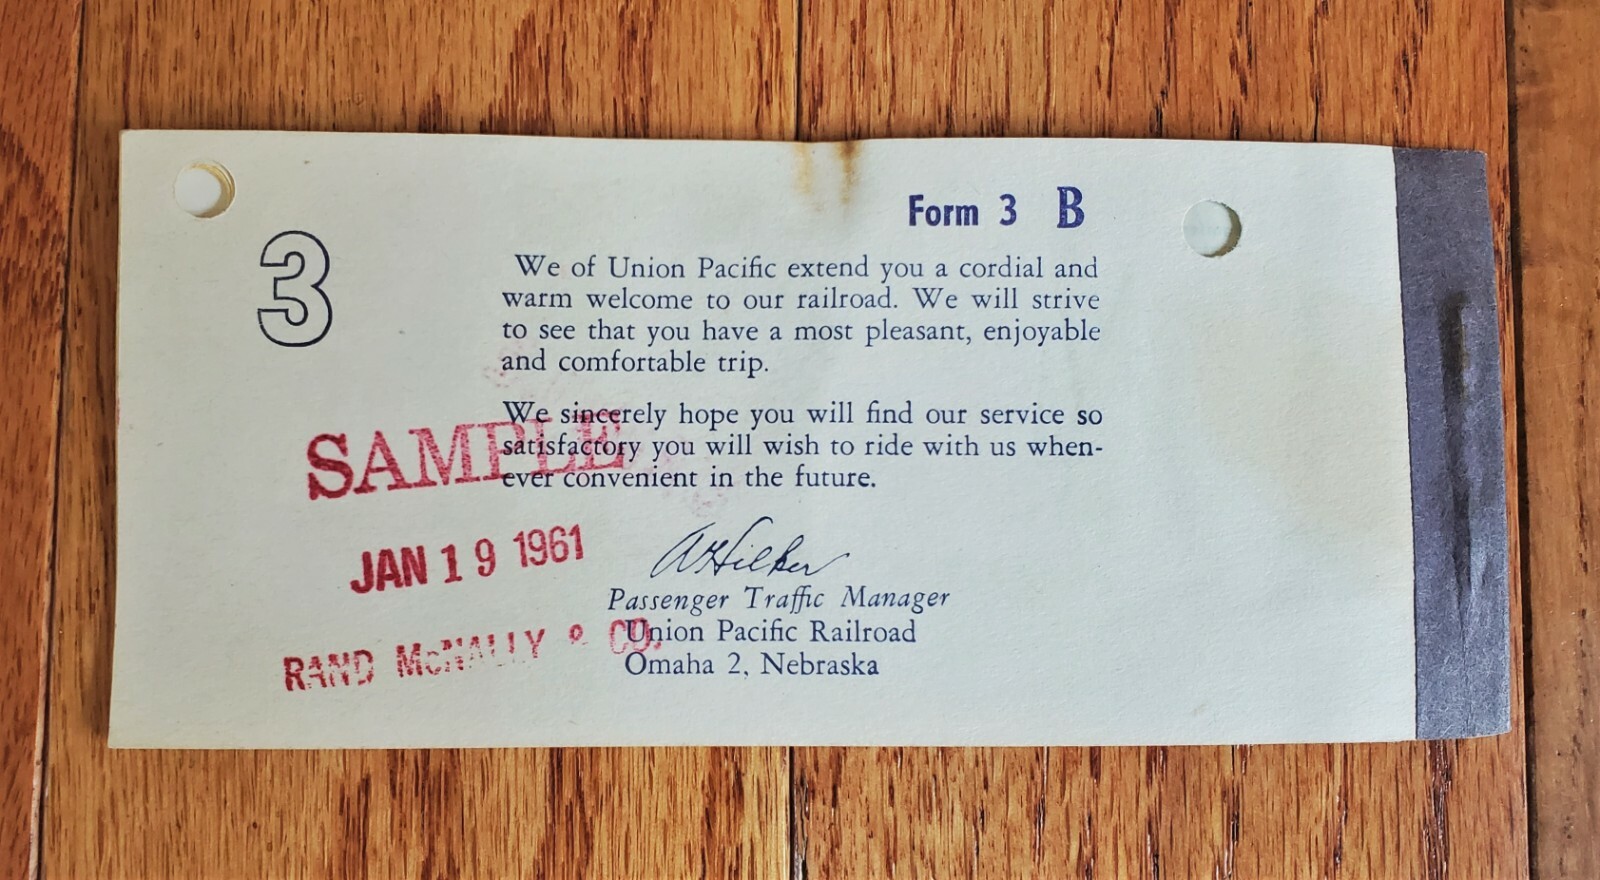 Form 3 B
3
We of Union Pacific extend you a cordial and
warm welcome to our railroad. We will strive
to see that you have a most pleasant, enjoyable
and comfortable trip.
We sincerely hope you will find our service so
satisfactory you will wish to ride with us when-
ever convenient in the future.
SAMPLE
JAN 19 1961
RAND McNALLY & CO.
Passenger Traffic Manager
Union Pacific Railroad
Omaha 2, Nebraska